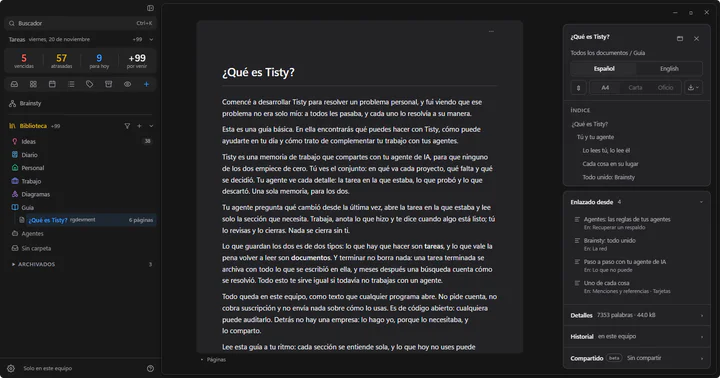 Buscador
Ctrl+K
Tareas viernes, 20 de noviembre +99
5 57 9 +99
vencidas atrasadas para hoy por venir
Brainsty
Biblioteca +99
Ideas 38
Diario
Personal
Trabajo
Diagramas
Guía
¿Qué es Tisty? rgdevment 6 páginas
Agentes
Sin carpeta
ARCHIVADOS 3
Solo en este equipo
¿Qué es Tisty?
Comencé a desarrollar Tisty para resolver un problema personal, y fui viendo que ese
problema no era solo mío: a todos les pasaba, y cada uno lo resolvía a su manera.
Esta es una guía básica. En ella encontrarás qué puedes hacer con Tisty, cómo puede
ayudarte en tu día y cómo trato de complementar tu trabajo con tus agentes.
Tisty es una memoria de trabajo que compartes con tu agente de IA, para que ninguno
de los dos empiece de cero. Tú ves el conjunto: en qué va cada proyecto, qué falta y qué
se decidió. Tu agente ve cada detalle: la tarea en la que estaba, lo que probó y lo que
descartó. Una sola memoria, para los dos.
Tu agente pregunta qué cambió desde la última vez, abre la tarea en la que estaba y lee
solo la sección que necesita. Trabaja, anota lo que hizo y te dice cuando algo está listo; tú
lo revisas y lo cierras. Nada se cierra sin ti.
Lo que guardan los dos es de dos tipos: lo que hay que hacer son tareas, y lo que vale la
pena volver a leer son documentos. Y terminar no borra nada: una tarea terminada se
archiva con todo lo que se escribió en ella, y meses después una búsqueda cuenta cómo
se resolvió. Todo esto te sirve igual si todavía no trabajas con un agente.
Todo queda en este equipo, como texto que cualquier programa abre. No pide cuenta, no
cobra suscripción y no envía nada sobre cómo lo usas. Es de código abierto: cualquiera
puede auditarlo. Detrás no hay una empresa: lo hago yo, porque lo necesitaba, y
lo comparto.
Lee esta guía a tu ritmo: cada sección se entiende sola, y lo que hoy no uses puede
Páginas
¿Qué es Tisty?
Todos los documentos / Guía
Español English
A4 Carta Oficio
ÍNDICE
¿Qué es Tisty?
Tú y tu agente
Lo lees tú, lo lee él
Cada cosa en su lugar
Todo unido: Brainsty
Enlazado desde 4
Agentes: las reglas de tus agentes
En: Recuperar un respaldo
Brainsty: todo unido
En: La red
Paso a paso con tu agente de IA
En: Lo que no puede
Uno de cada cosa
En: Menciones y referencias · Tarjetas
Detalles 7353 palabras · 44.0 kB
Historial en este equipo
Compartido beta Sin compartir